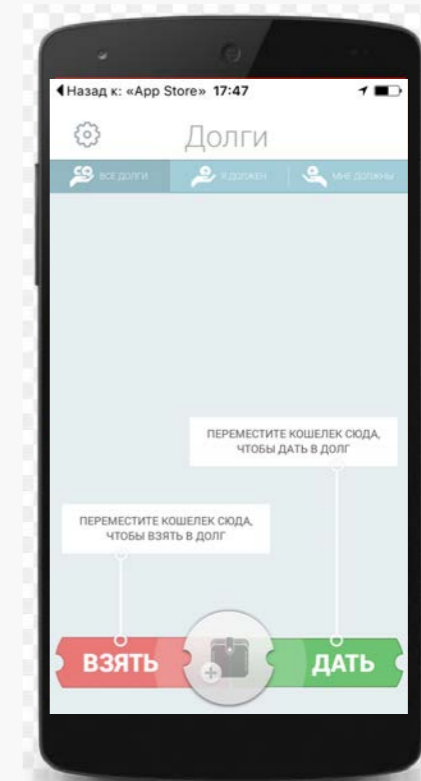 Назад к: «App Store» 17:47
Долги
ВСЕ ДОЛГИ Я ДОЛЖЕН МНЕ ДОЛЖНЫ
ПЕРЕМЕСТИТЕ КОШЕЛЕК СЮДА,
ЧТОБЫ ДАТЬ В ДОЛГ
ПЕРЕМЕСТИТЕ КОШЕЛЕК СЮДА,
ЧТОБЫ ВЗЯТЬ В ДОЛГ
ВЗЯТЬ ДАТЬ